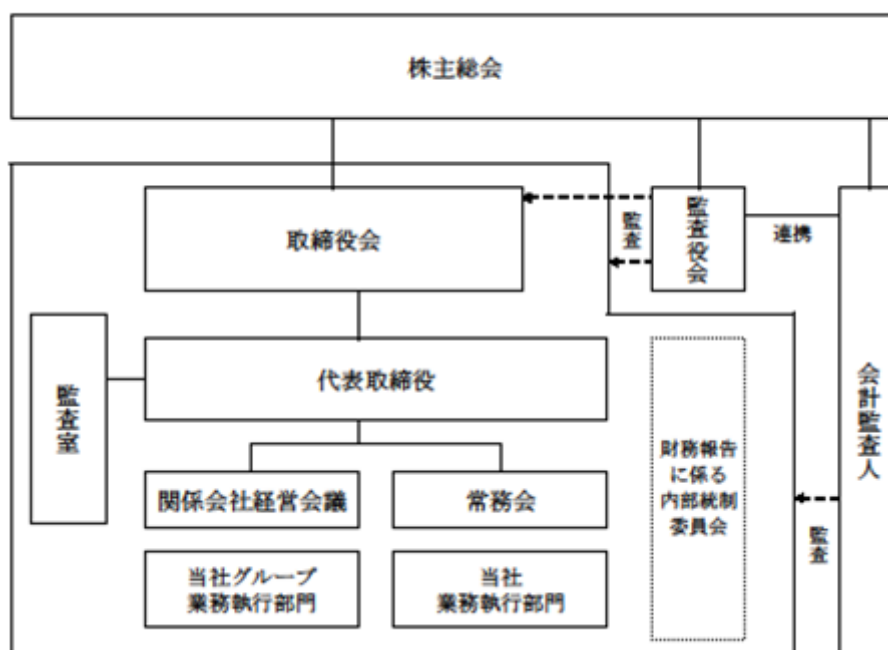 株主総会
取締役会
監査
監査役会
連携
監査室
代表取締役
会計監査人
関係会社経営会議
常務会
財務報告
に係る
内部統制
委員会
監査
当社グループ
業務執行部門
当社
業務執行部門